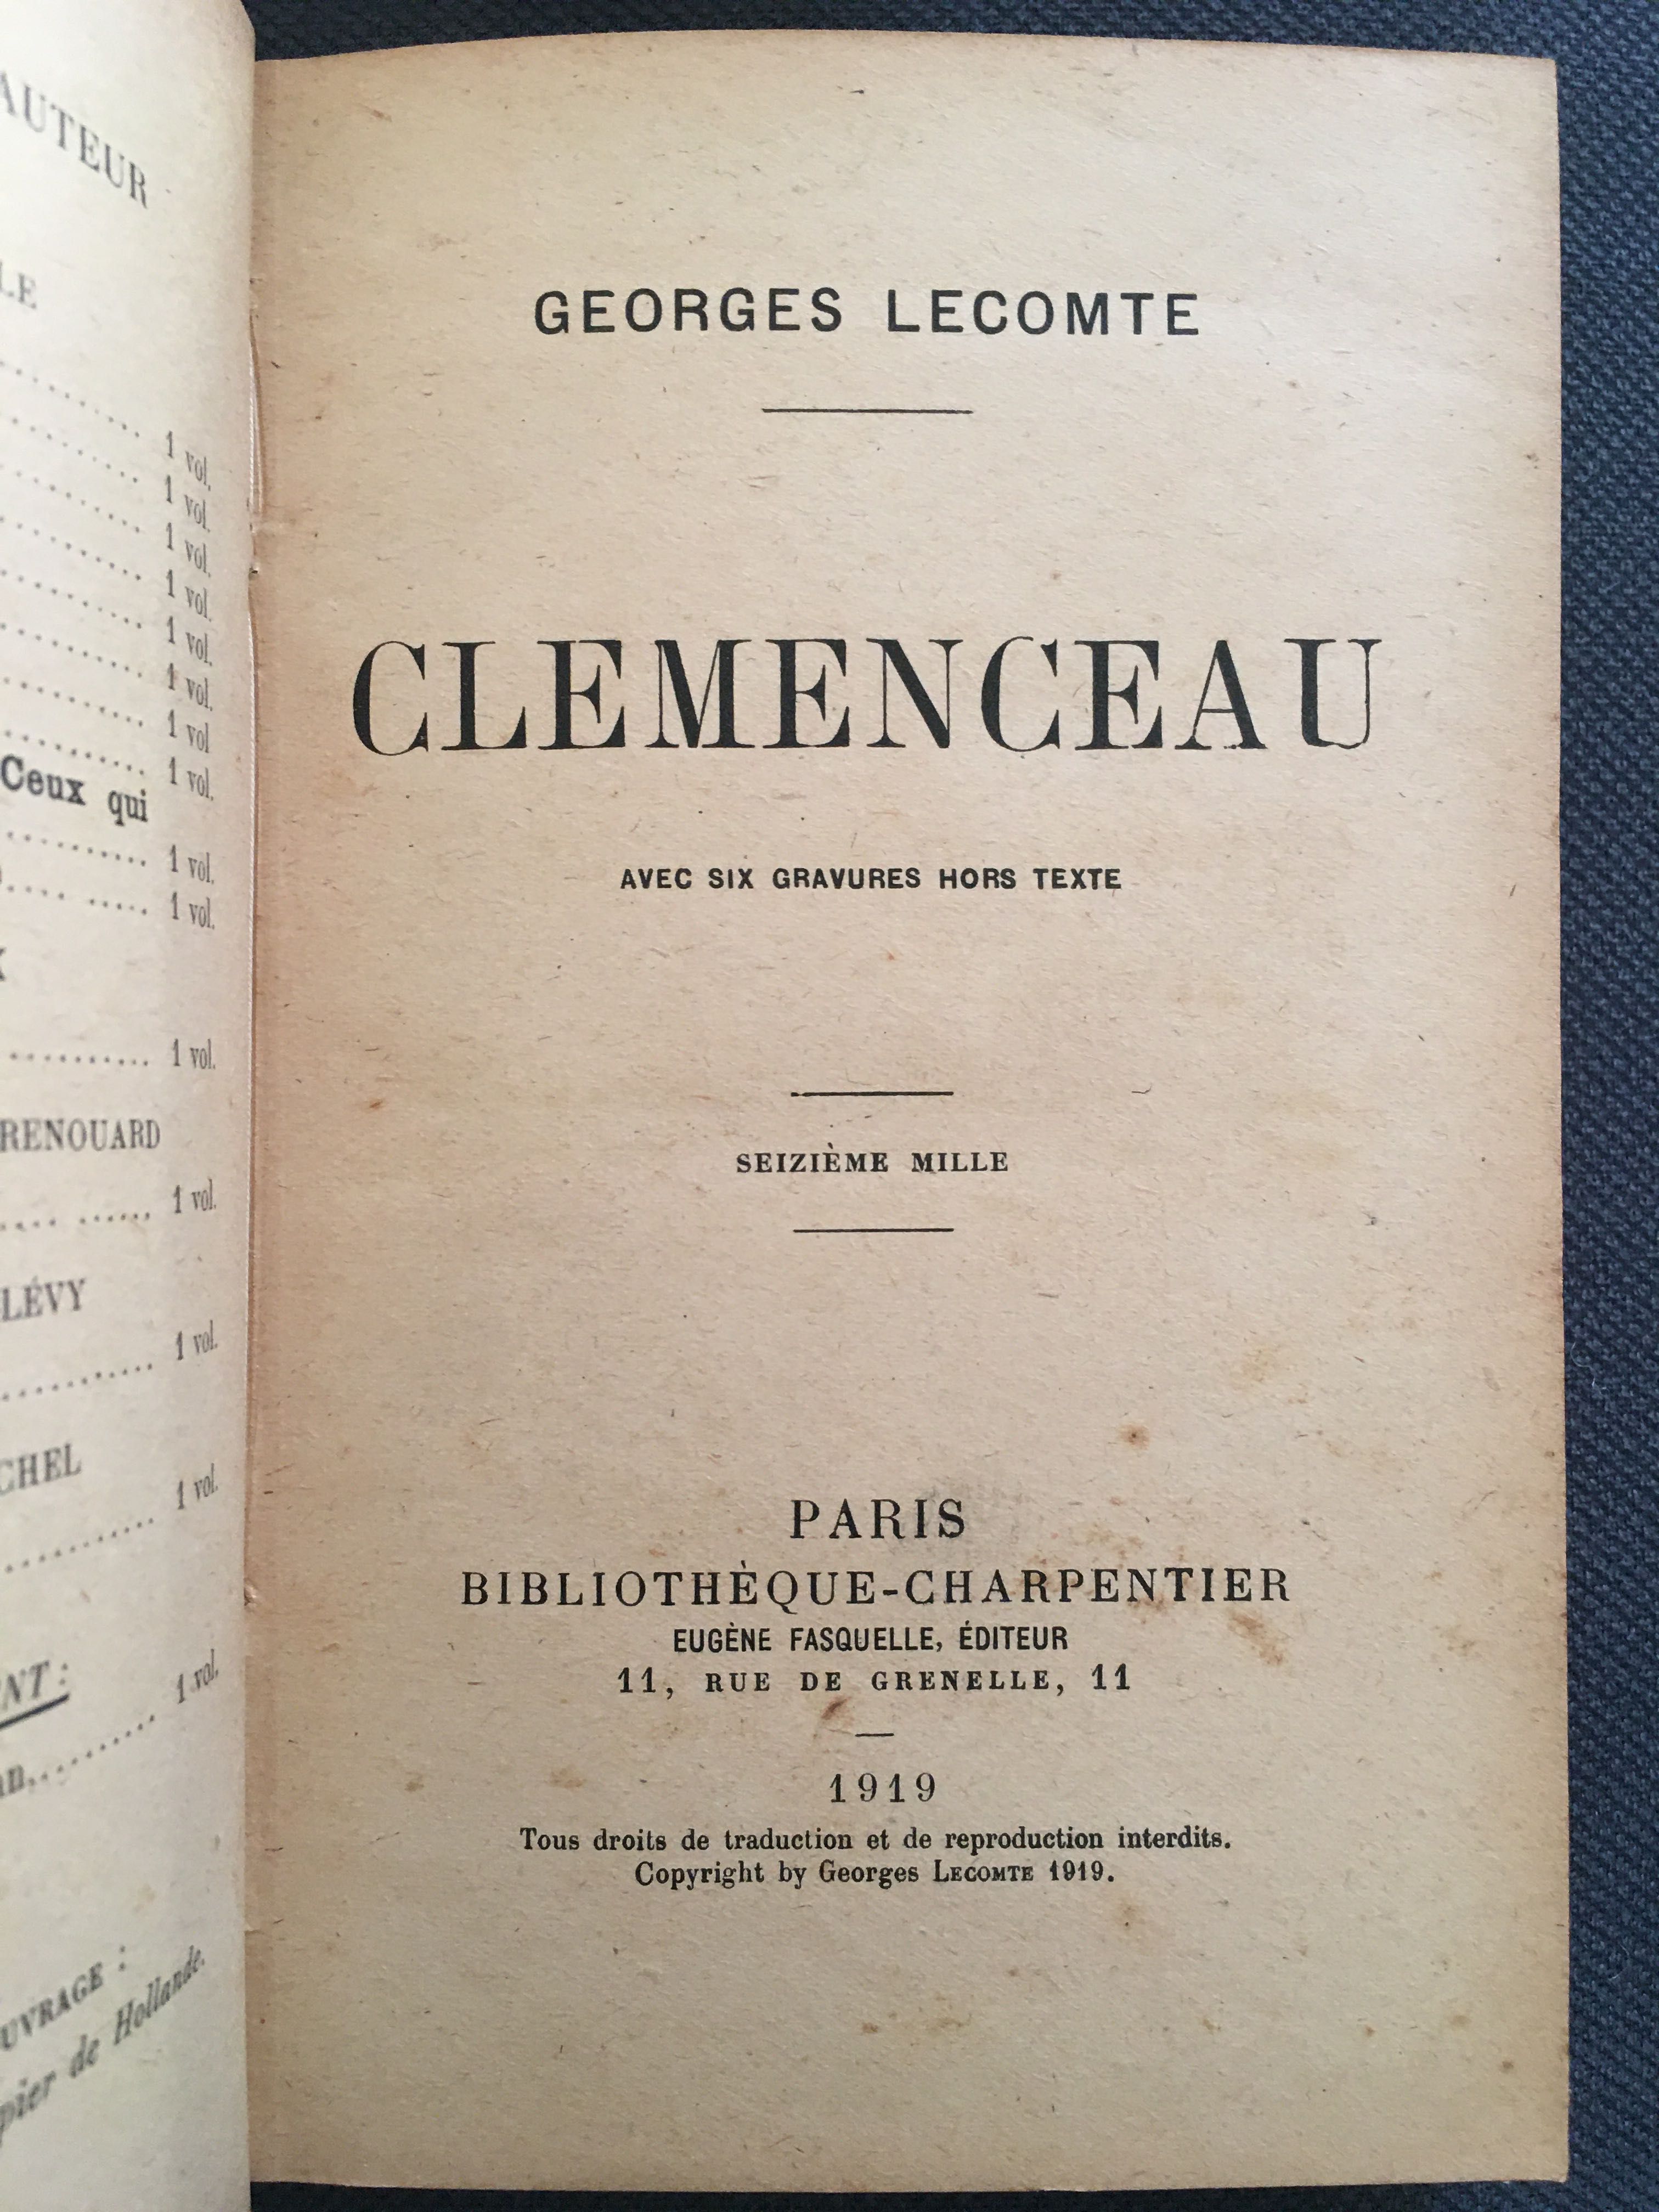 AUTEUR
LE
1 vol.
1 vol.
1 vol.
1 vol.
1 vol.
1 vol.
1 vol
1 vol.
Ceux qui
1 vol.
1 vol.
1 vol.
RENOUARD
1 vol.
LÉVY
1 vol.
CHEL
1 vol.
NT :
1 vol.
UVRAGE :
pier de Hollande.
GEORGES LECOMTE
CLEMENCEAU
AVEC SIX GRAVURES HORS TEXTE
SEIZIÈME MILLE
PARIS
BIBLIOTHÈQUE-CHARPENTIER
EUGÈNE FASQUELLE, ÉDITEUR
11, RUE DE GRENELLE, 11
1919
Tous droits de traduction et de reproduction interdits.
Copyright by Georges LECOMTE 1919.